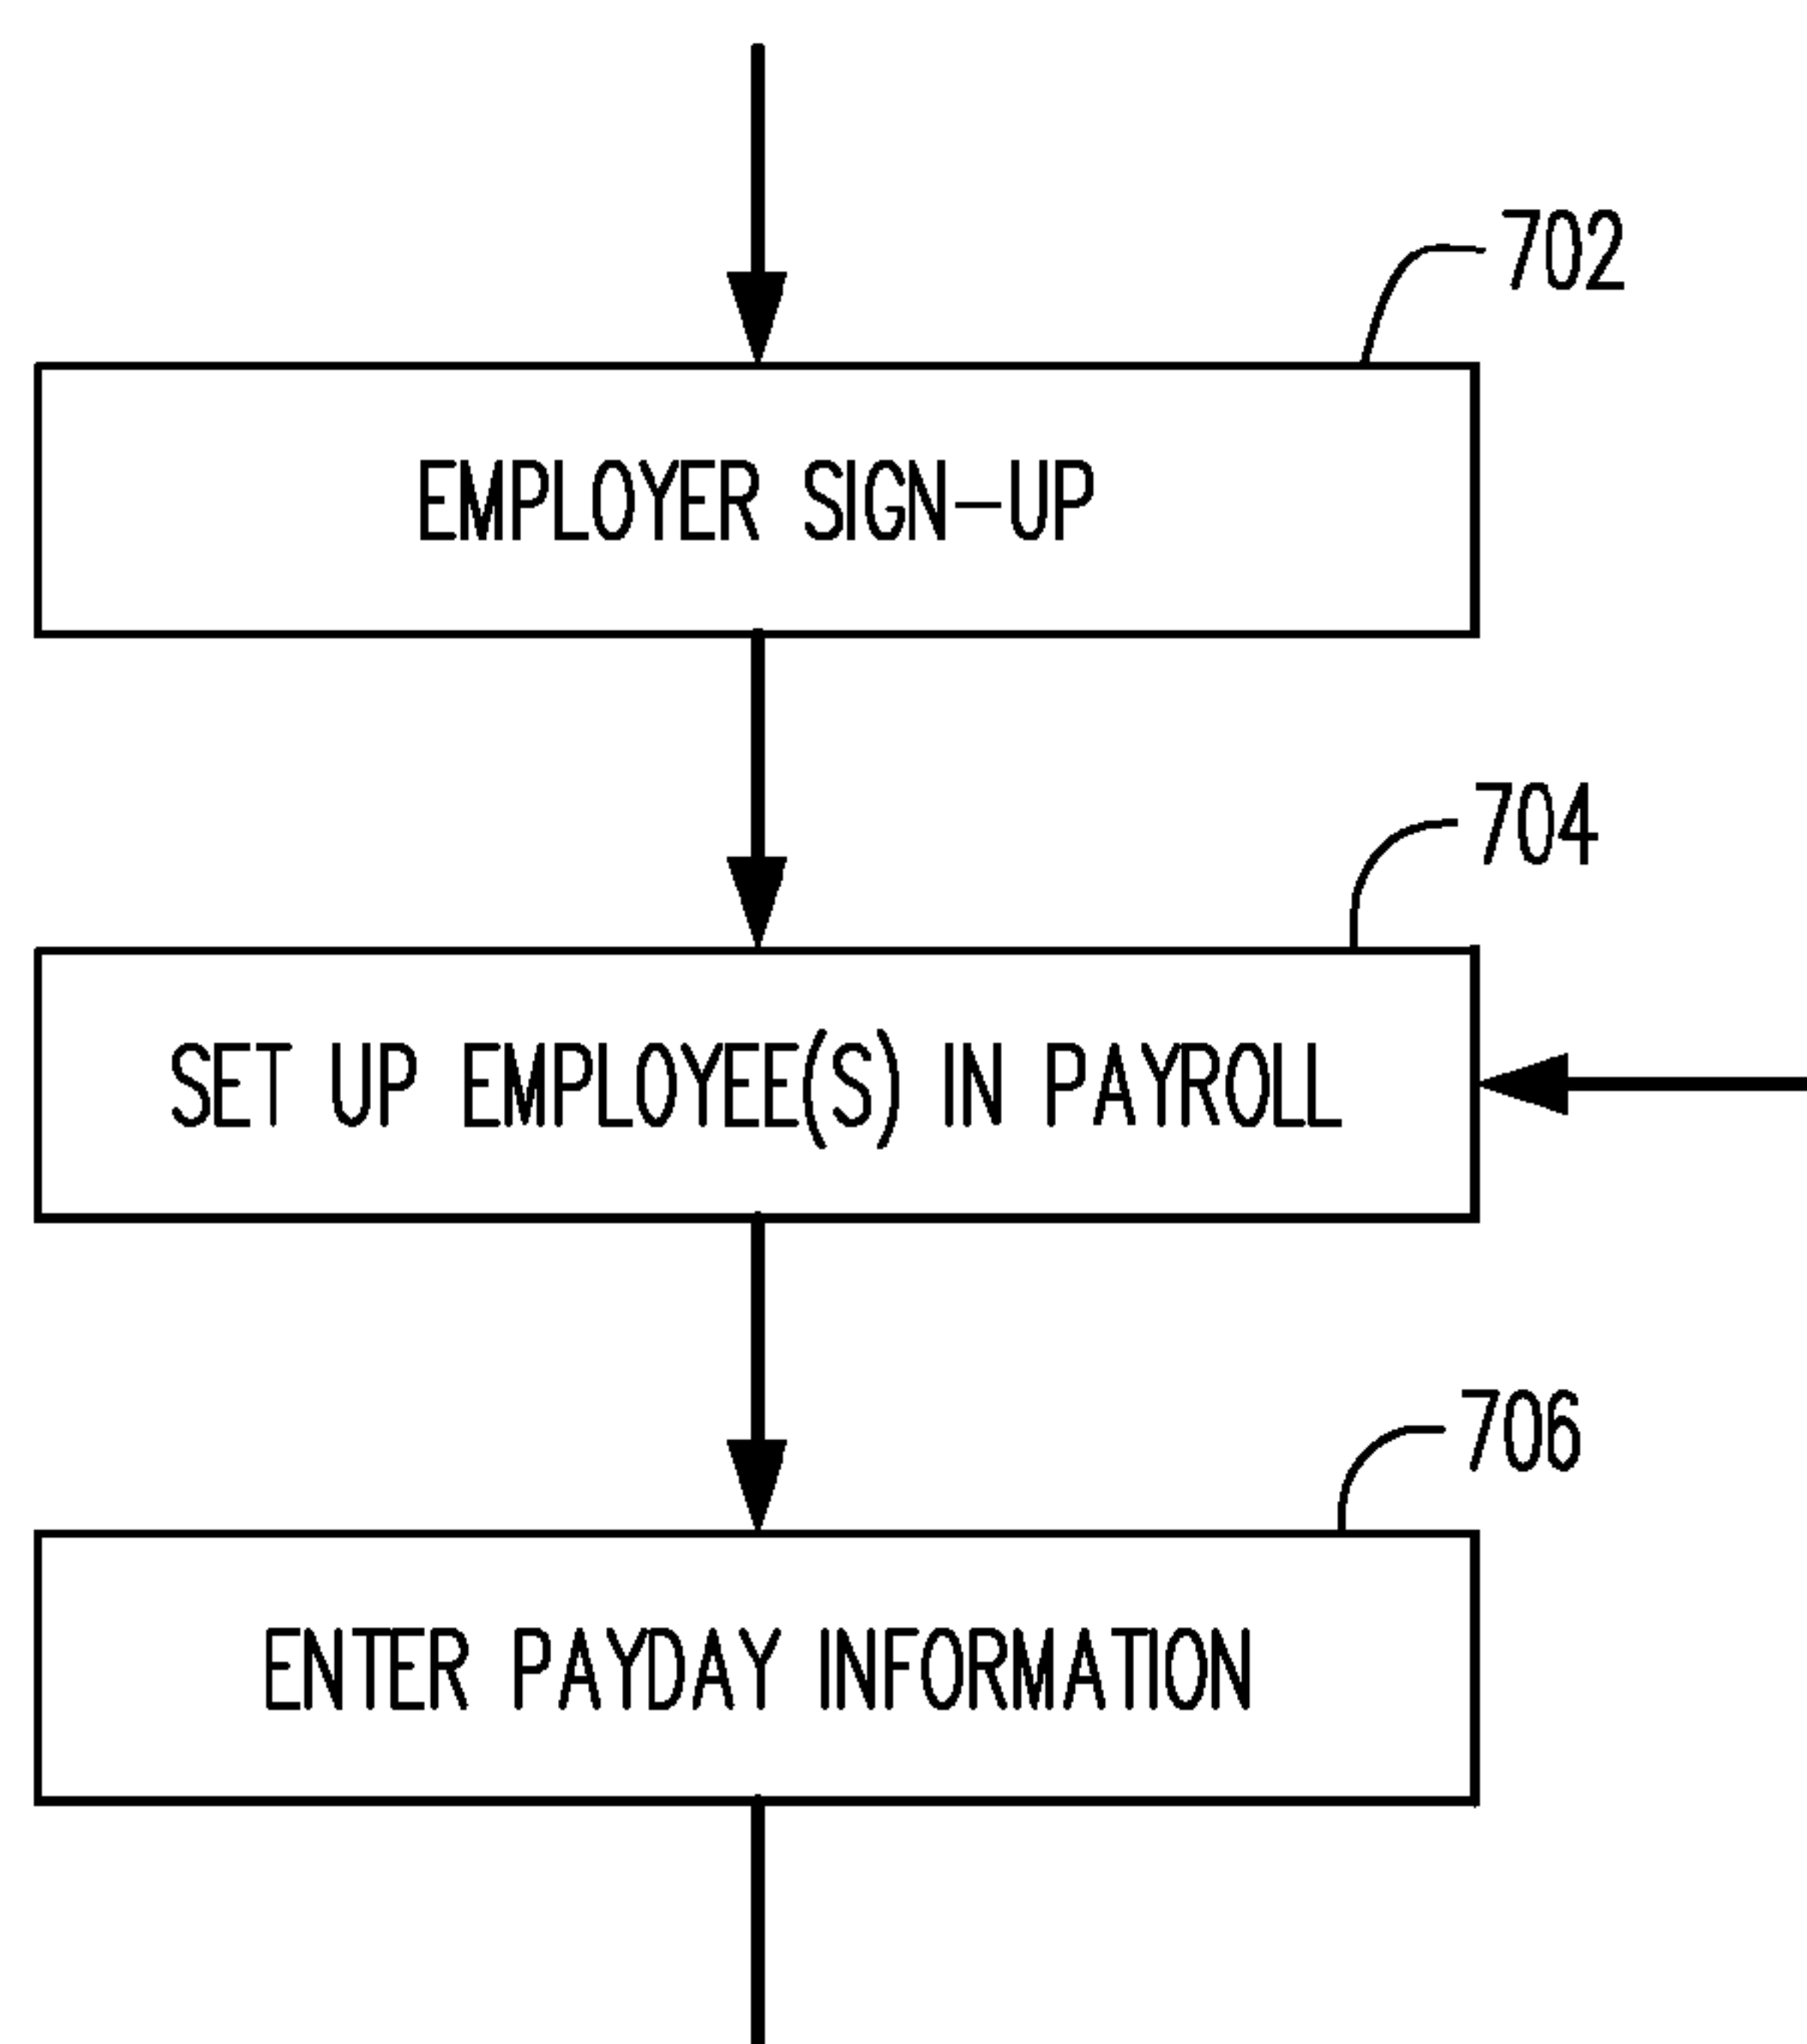 702
EMPLOYER SIGN-UP
704
SET UP EMPLOYEE(S) IN PAYROLL
706
ENTER PAYDAY INFORMATION